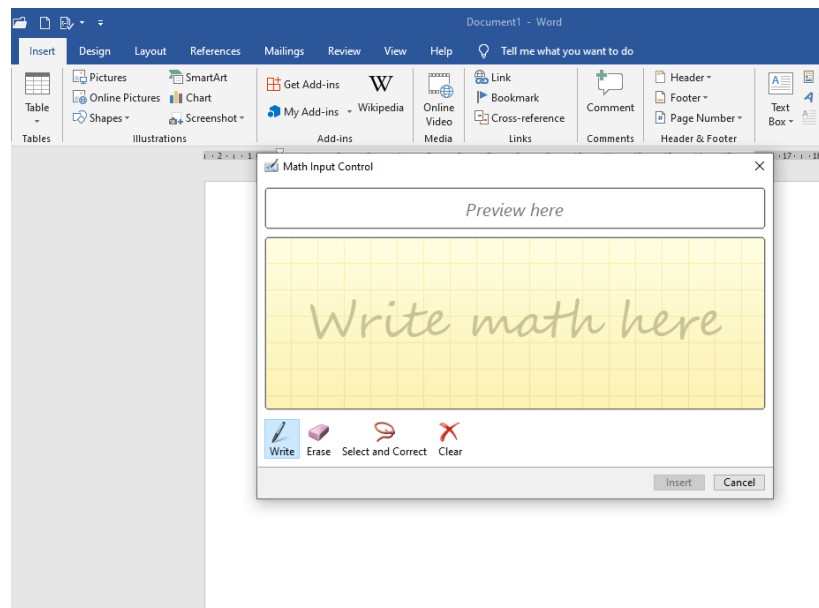 Document1 - Word
Insert Design Layout References Mailings Review View Help Tell me what you want to do
Pictures SmartArt Get Add-ins W Link Header
Online Pictures Chart My Add-ins Wikipedia Bookmark Footer
Table Shapes Screenshot Online Video Cross-reference Comment Page Number Text Box
Tables Illustrations Add-ins Media Links Comments Header & Footer
Math Input Control
Preview here
Write math here
Write Erase Select and Correct Clear
Insert Cancel